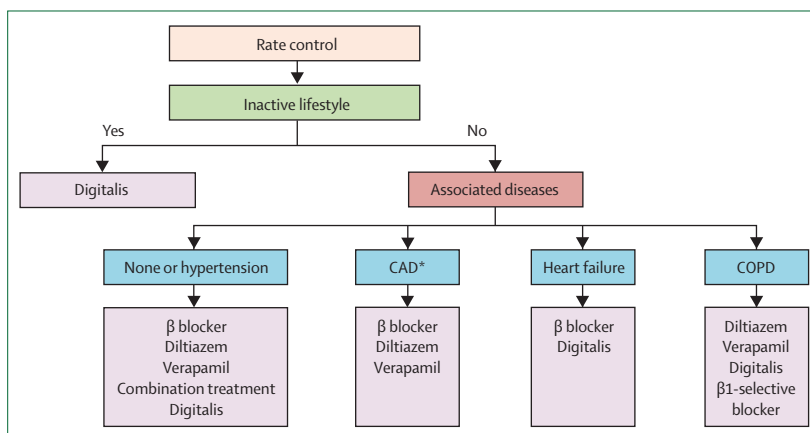 Rate control
Inactive lifestyle
Yes
No
Digitalis
Associated diseases
None or hypertension
CAD*
Heart failure
COPD
β blocker
Diltiazem
Verapamil
Combination treatment
Digitalis
β blocker
Diltiazem
Verapamil
β blocker
Digitalis
Diltiazem
Verapamil
Digitalis
β1-selective
blocker